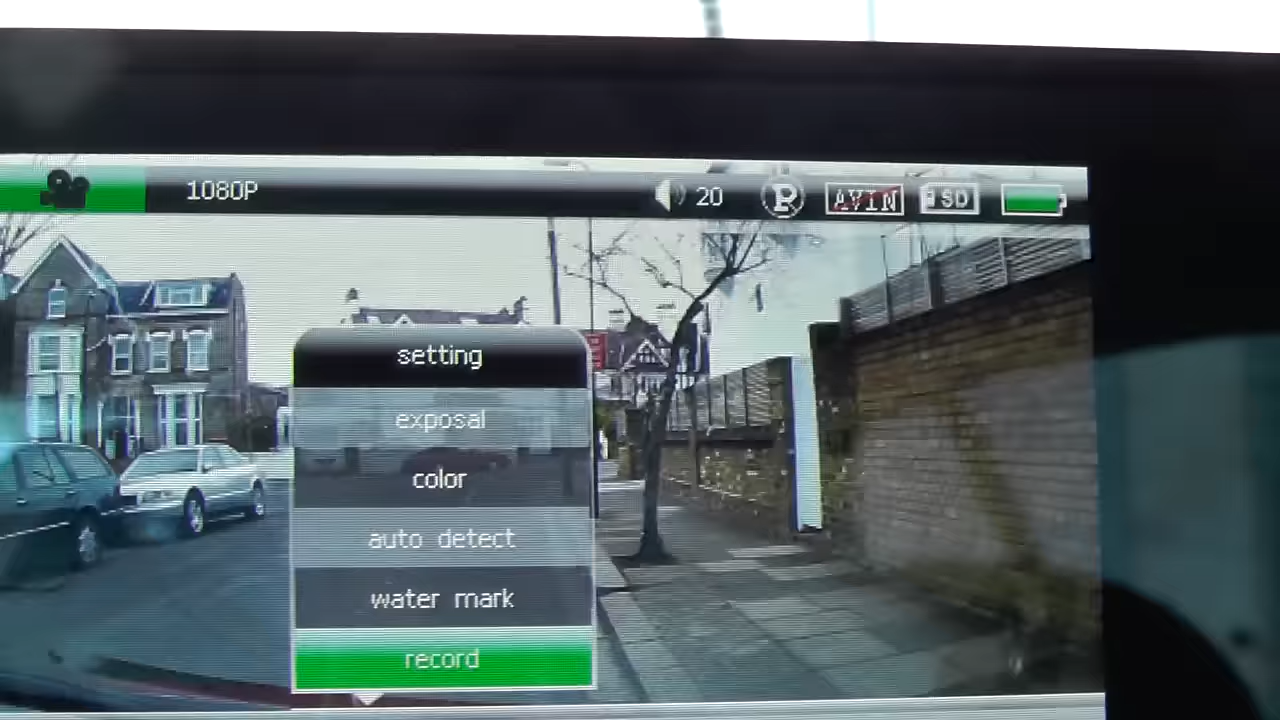 1080P
20
P
AVIN
SD
setting
exposal
color
auto detect
water mark
record